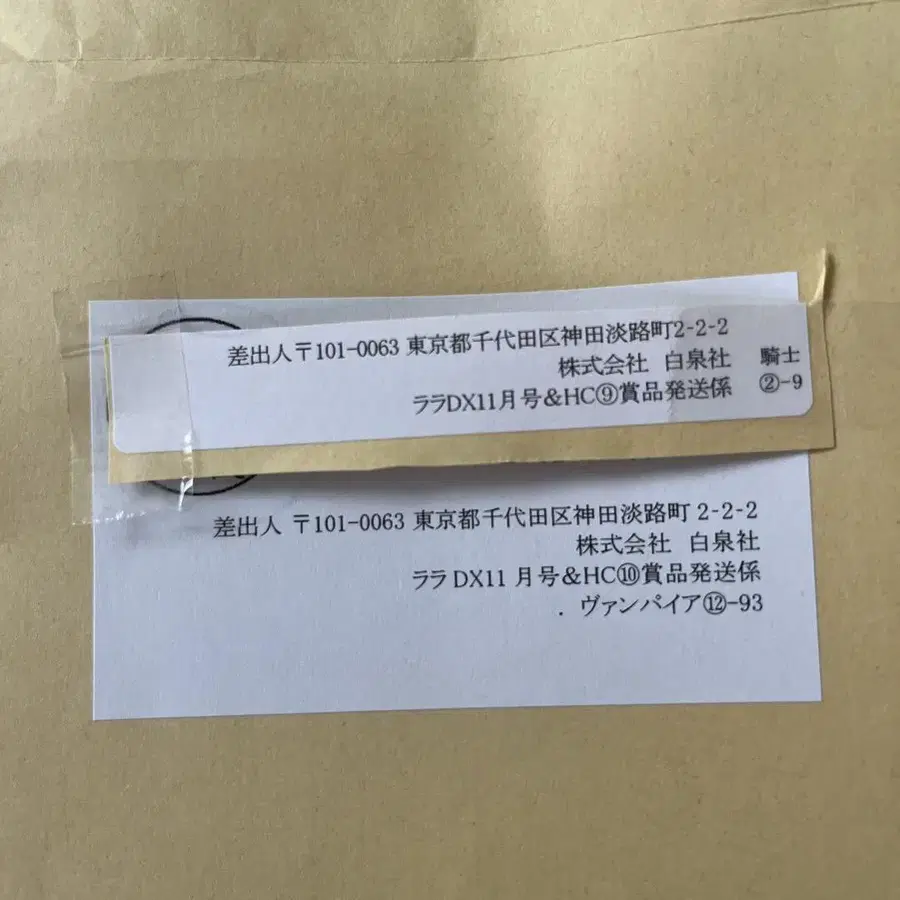 差出人〒101-0063 東京都千代田区神田淡路町2-2-2
株式会社 白泉社 騎士
ララDX11月号&HC⑨賞品発送係 ②-9
差出人 〒101-0063 東京都千代田区神田淡路町 2-2-2
株式会社 白泉社
ララ DX11 月号&HC⑩賞品発送係
. ヴァンパイア⑫-93